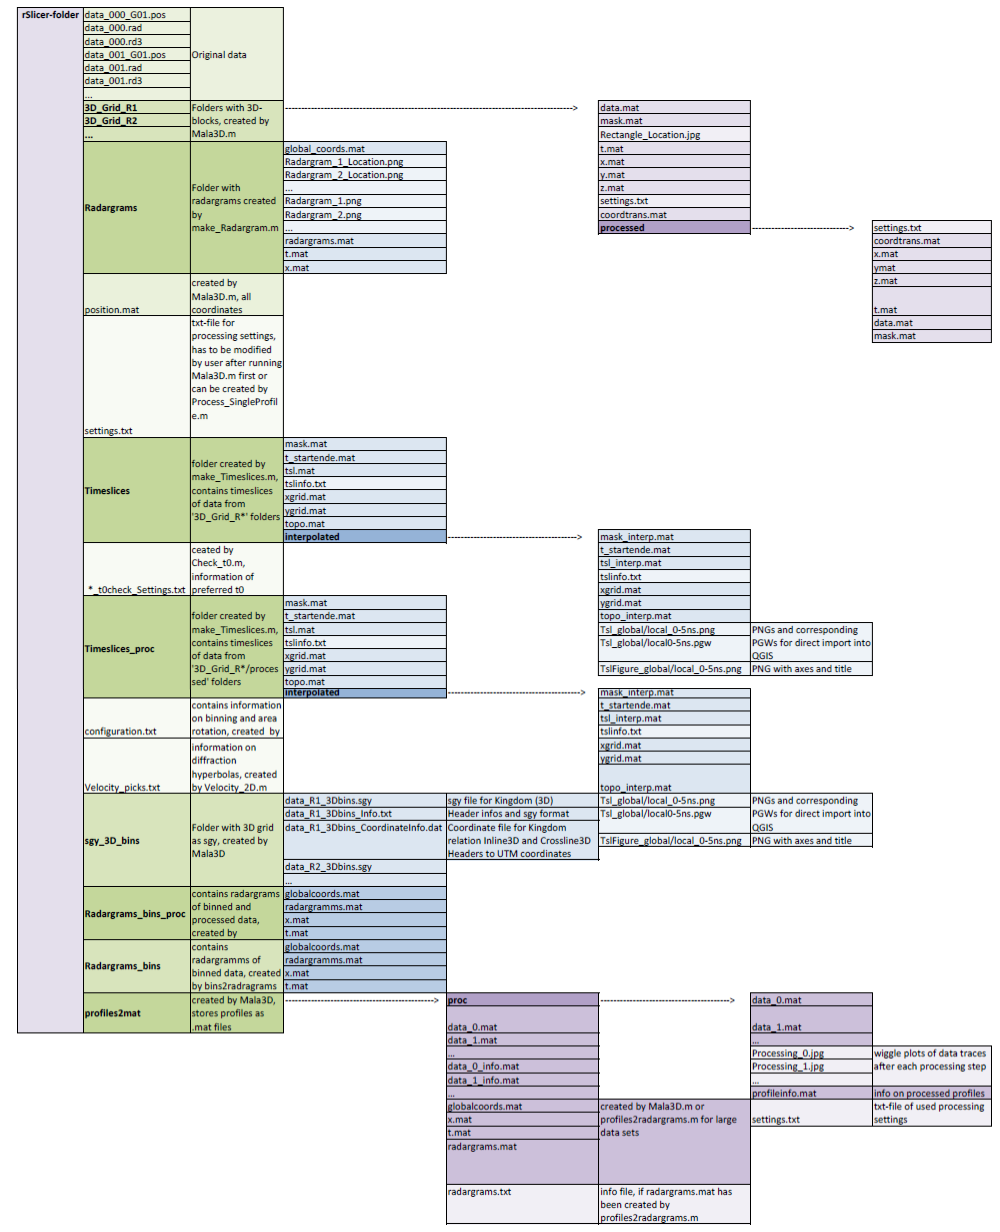 rSlicer-folder
data_000_G01.pos
data_000.rad
data_000.rd3
data_001_G01.pos
data_001.rad
data_001.rd3
...
Original data
3D_Grid_R1
3D_Grid_R2
...
Folders with 3D-
blocks, created by
Mala3D.m
------------------------------>
data.mat
mask.mat
Rectangle_Location.jpg
t.mat
x.mat
y.mat
z.mat
settings.txt
coordtrans.mat
processed
------------------------------>
settings.txt
coordtrans.mat
x.mat
ymat
z.mat
t.mat
data.mat
mask.mat
Radargrams
Folder with
radargrams created
by
make_Radargram.m
global_coords.mat
Radargram_1_Location.png
Radargram_2_Location.png
...
Radargram_1.png
Radargram_2.png
...
radargrams.mat
t.mat
x.mat
position.mat
created by
Mala3D.m, all
coordinates
settings.txt
txt-file for
processing settings,
has to be modified
by user after running
Mala3D.m first or
can be created by
Process_SingleProfil
e.m
Timeslices
folder created by
make_Timeslices.m,
contains timeslices
of data from
'3D_Grid_R*' folders
mask.mat
t_startende.mat
tsl.mat
tslinfo.txt
xgrid.mat
ygrid.mat
topo.mat
interpolated
------------------------------>
mask_interp.mat
t_startende.mat
tsl_interp.mat
tslinfo.txt
xgrid.mat
ygrid.mat
topo_interp.mat
Tsl_global/local_0-5ns.png
Tsl_global/local0-5ns.pgw
PNGs and corresponding
PGWs for direct import into
QGIS
TslFigure_global/local_0-5ns.png
PNG with axes and title
*_t0check_Settings.txt
ceated by
Check_t0.m,
information of
preferred t0
Timeslices_proc
folder created by
make_Timeslices.m,
contains timeslices
of data from
'3D_Grid_R*/proces
sed' folders
mask.mat
t_startende.mat
tsl.mat
tslinfo.txt
xgrid.mat
ygrid.mat
topo.mat
interpolated
------------------------------>
mask_interp.mat
t_startende.mat
tsl_interp.mat
tslinfo.txt
xgrid.mat
ygrid.mat
topo_interp.mat
Tsl_global/local_0-5ns.png
Tsl_global/local0-5ns.pgw
PNGs and corresponding
PGWs for direct import into
QGIS
TslFigure_global/local_0-5ns.png
PNG with axes and title
configuration.txt
contains information
on binning and area
rotation, created by
Velocity_picks.txt
information on
diffraction
hyperbolas, created
by Velocity_2D.m
sgy_3D_bins
Folder with 3D grid
as sgy, created by
Mala3D
data_R1_3Dbins.sgy
sgy file for Kingdom (3D)
data_R1_3Dbins_Info.txt
Header infos and sgy format
data_R1_3Dbins_CoordinateInfo.dat
Coordinate file for Kingdom
relation Inline3D and Crossline3D
Headers to UTM coordinates
data_R2_3Dbins.sgy
...
Radargrams_bins_proc
contains radargrams
of binned and
processed data,
created by
globalcoords.mat
radargramms.mat
x.mat
t.mat
Radargrams_bins
contains
radargramms of
binned data, created
by bins2radragrams
globalcoords.mat
radargramms.mat
x.mat
t.mat
profiles2mat
created by Mala3D,
stores profiles as
.mat files
------------------------------>
proc
------------------------------>
data_0.mat
data_1.mat
...
data_0_info.mat
data_1_info.mat
...
globalcoords.mat
x.mat
t.mat
radargrams.mat
created by Mala3D.m or
profiles2radargrams.m for large
data sets
radargrams.txt
info file, if radargrams.mat has
been created by
profiles2radargrams.m
data_0.mat
data_1.mat
...
Processing_0.jpg
Processing_1.jpg
...
wiggle plots of data traces
after each processing step
profileinfo.mat
info on processed profiles
settings.txt
txt-file of used processing
settings